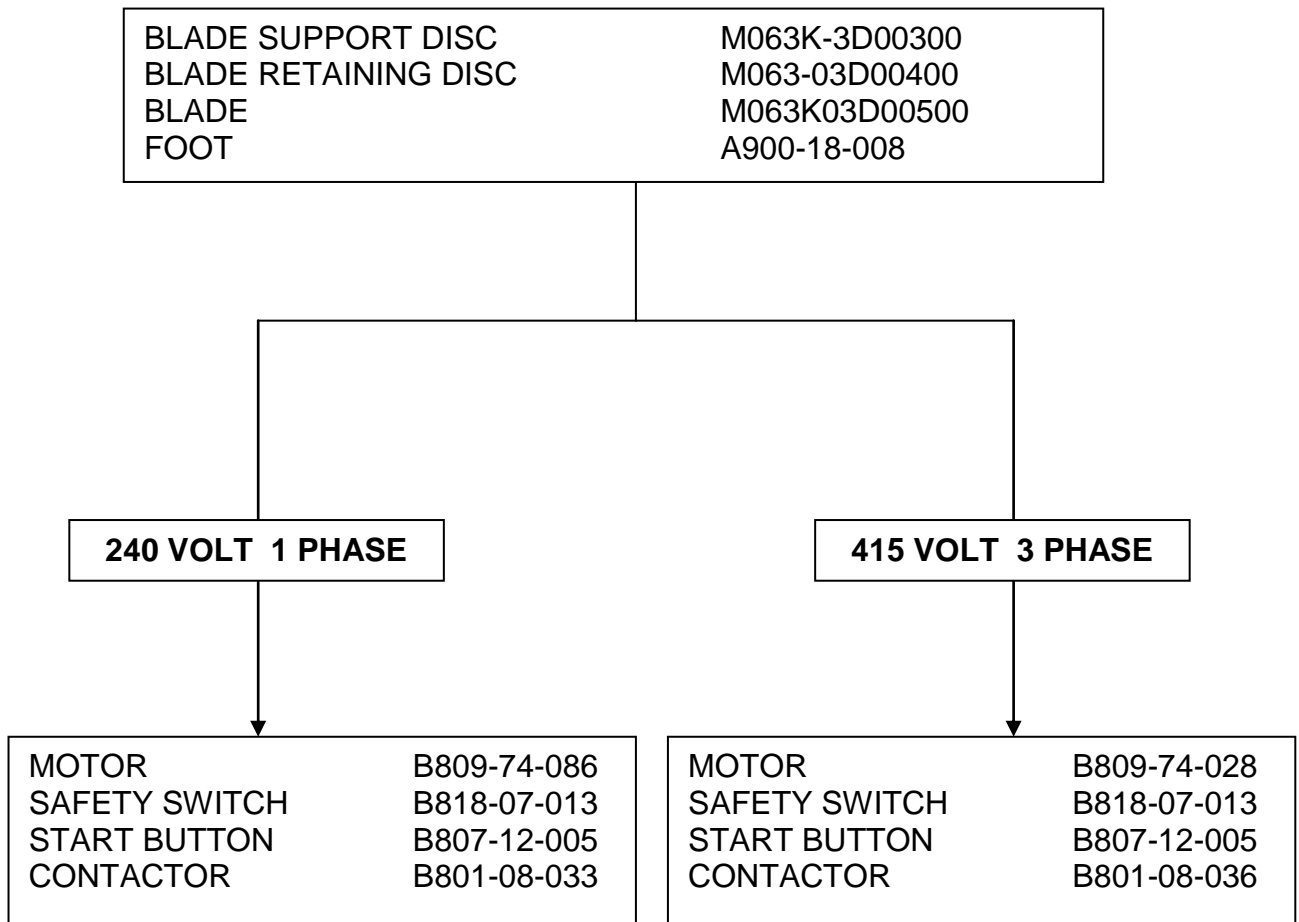 BLADE SUPPORT DISC M063K-3D00300
BLADE RETAINING DISC M063-03D00400
BLADE M063K03D00500
FOOT A900-18-008
240 VOLT 1 PHASE
415 VOLT 3 PHASE
MOTOR B809-74-086
SAFETY SWITCH B818-07-013
START BUTTON B807-12-005
CONTACTOR B801-08-033
MOTOR B809-74-028
SAFETY SWITCH B818-07-013
START BUTTON B807-12-005
CONTACTOR B801-08-036